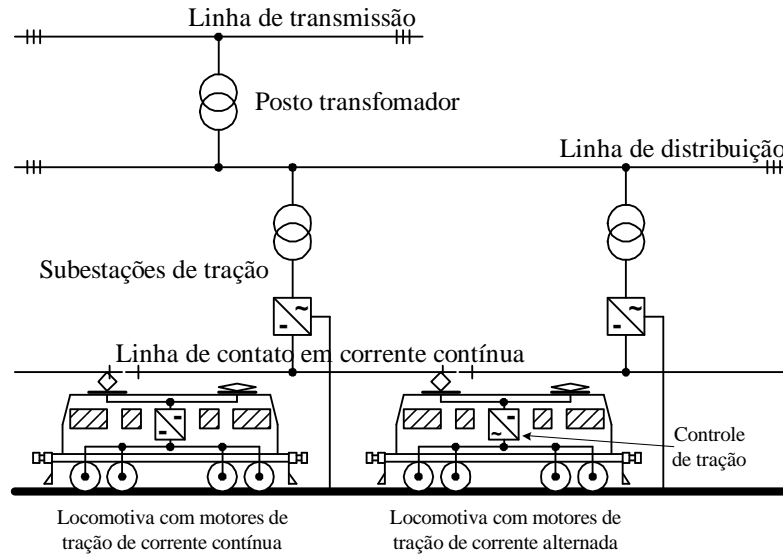 Linha de transmissão
Posto transfomador
Linha de distribuição
Subestações de tração
Linha de contato em corrente contínua
Controle
de tração
Locomotiva com motores de
tração de corrente contínua
Locomotiva com motores de
tração de corrente alternada